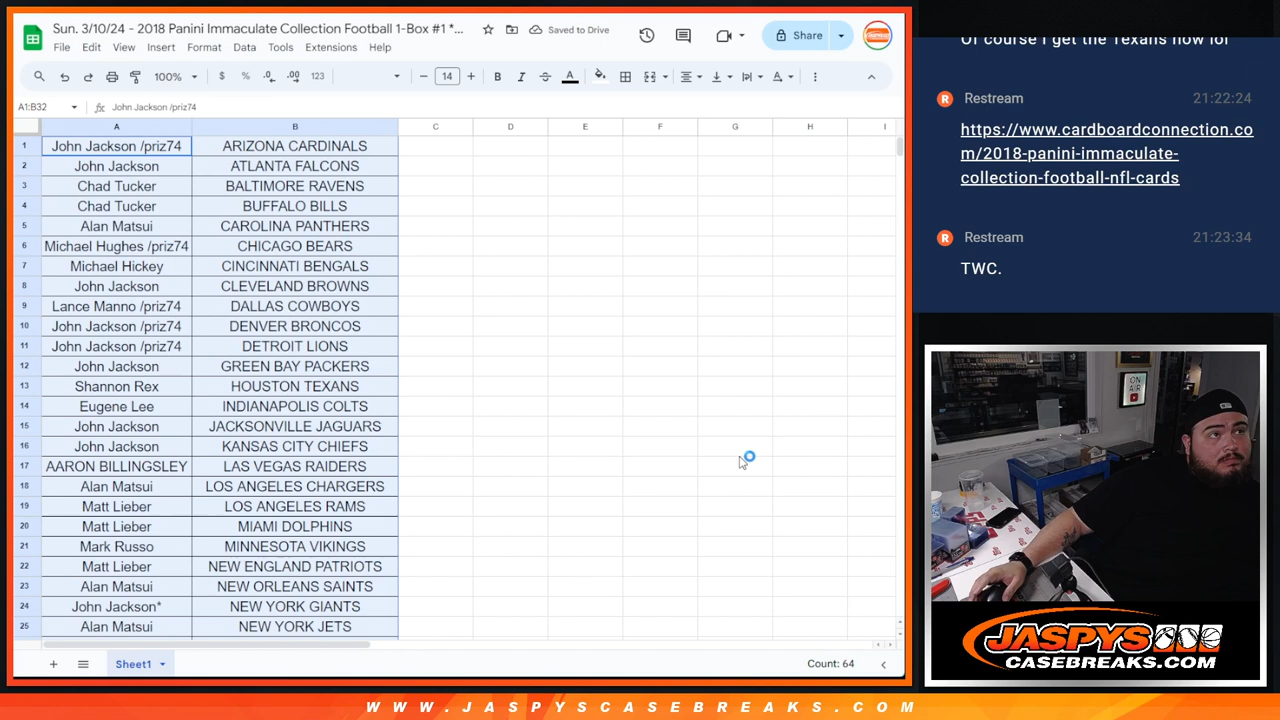 Sun. 3/10/24 - 2018 Panini Immaculate Collection Football 1-Box #1 *...
Saved to Drive
Share
File Edit View Insert Format Data Tools Extensions Help
100% $ % .0 .00 123 14 B I S A
A1:B32 fx John Jackson /priz74
A B C D E F G H I
1 John Jackson /priz74 ARIZONA CARDINALS
2 John Jackson ATLANTA FALCONS
3 Chad Tucker BALTIMORE RAVENS
4 Chad Tucker BUFFALO BILLS
5 Alan Matsui CAROLINA PANTHERS
6 Michael Hughes /priz74 CHICAGO BEARS
7 Michael Hickey CINCINNATI BENGALS
8 John Jackson CLEVELAND BROWNS
9 Lance Manno /priz74 DALLAS COWBOYS
10 John Jackson /priz74 DENVER BRONCOS
11 John Jackson /priz74 DETROIT LIONS
12 John Jackson GREEN BAY PACKERS
13 Shannon Rex HOUSTON TEXANS
14 Eugene Lee INDIANAPOLIS COLTS
15 John Jackson JACKSONVILLE JAGUARS
16 John Jackson KANSAS CITY CHIEFS
17 AARON BILLINGSLEY LAS VEGAS RAIDERS
18 Alan Matsui LOS ANGELES CHARGERS
19 Matt Lieber LOS ANGELES RAMS
20 Matt Lieber MIAMI DOLPHINS
21 Mark Russo MINNESOTA VIKINGS
22 Matt Lieber NEW ENGLAND PATRIOTS
23 Alan Matsui NEW ORLEANS SAINTS
24 John Jackson* NEW YORK GIANTS
25 Alan Matsui NEW YORK JETS
Sheet1
Count: 64
Of course I get the Texans now lol
Restream 21:22:24
https://www.cardboardconnection.co
m/2018-panini-immaculate-
collection-football-nfl-cards
Restream 21:23:34
TWC.
ON
AIR
JASPYS
CASEBREAKS.COM
WWW.JASPYSCASEBREAKS.COM